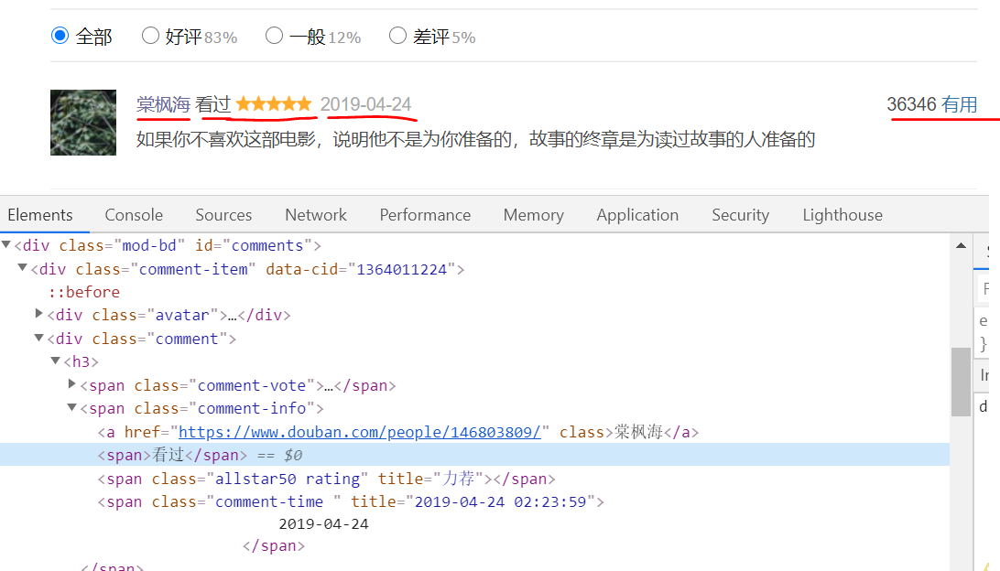 全部 好评 83% 一般 12% 差评 5%
棠枫海 看过 2019-04-24 36346 有用
如果你不喜欢这部电影，说明他不是为你准备的，故事的终章是为读过故事的人准备的
Elements Console Sources Network Performance Memory Application Security Lighthouse
<div class="mod-bd" id="comments">
<div class="comment-item" data-cid="1364011224">
::before
<div class="avatar">…</div>
<div class="comment">
<h3>
<span class="comment-vote">…</span>
<span class="comment-info">
<a href="https://www.douban.com/people/146803809/" class>棠枫海</a>
<span>看过</span> == $0
<span class="allstar50 rating" title="力荐"></span>
<span class="comment-time " title="2019-04-24 02:23:59">
2019-04-24
</span>
</span>